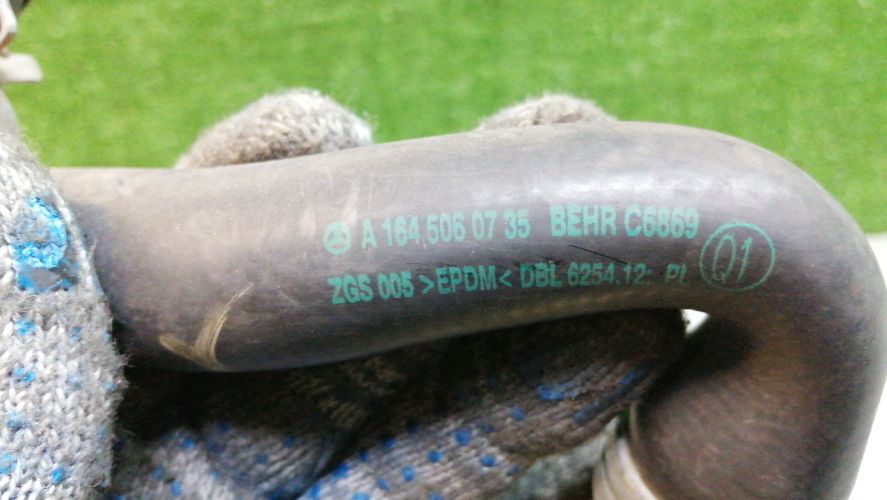 A 164 506 07 35 BEHR C6869
ZGS 005 >EPDM< DBL 6254.12; PL
Q1